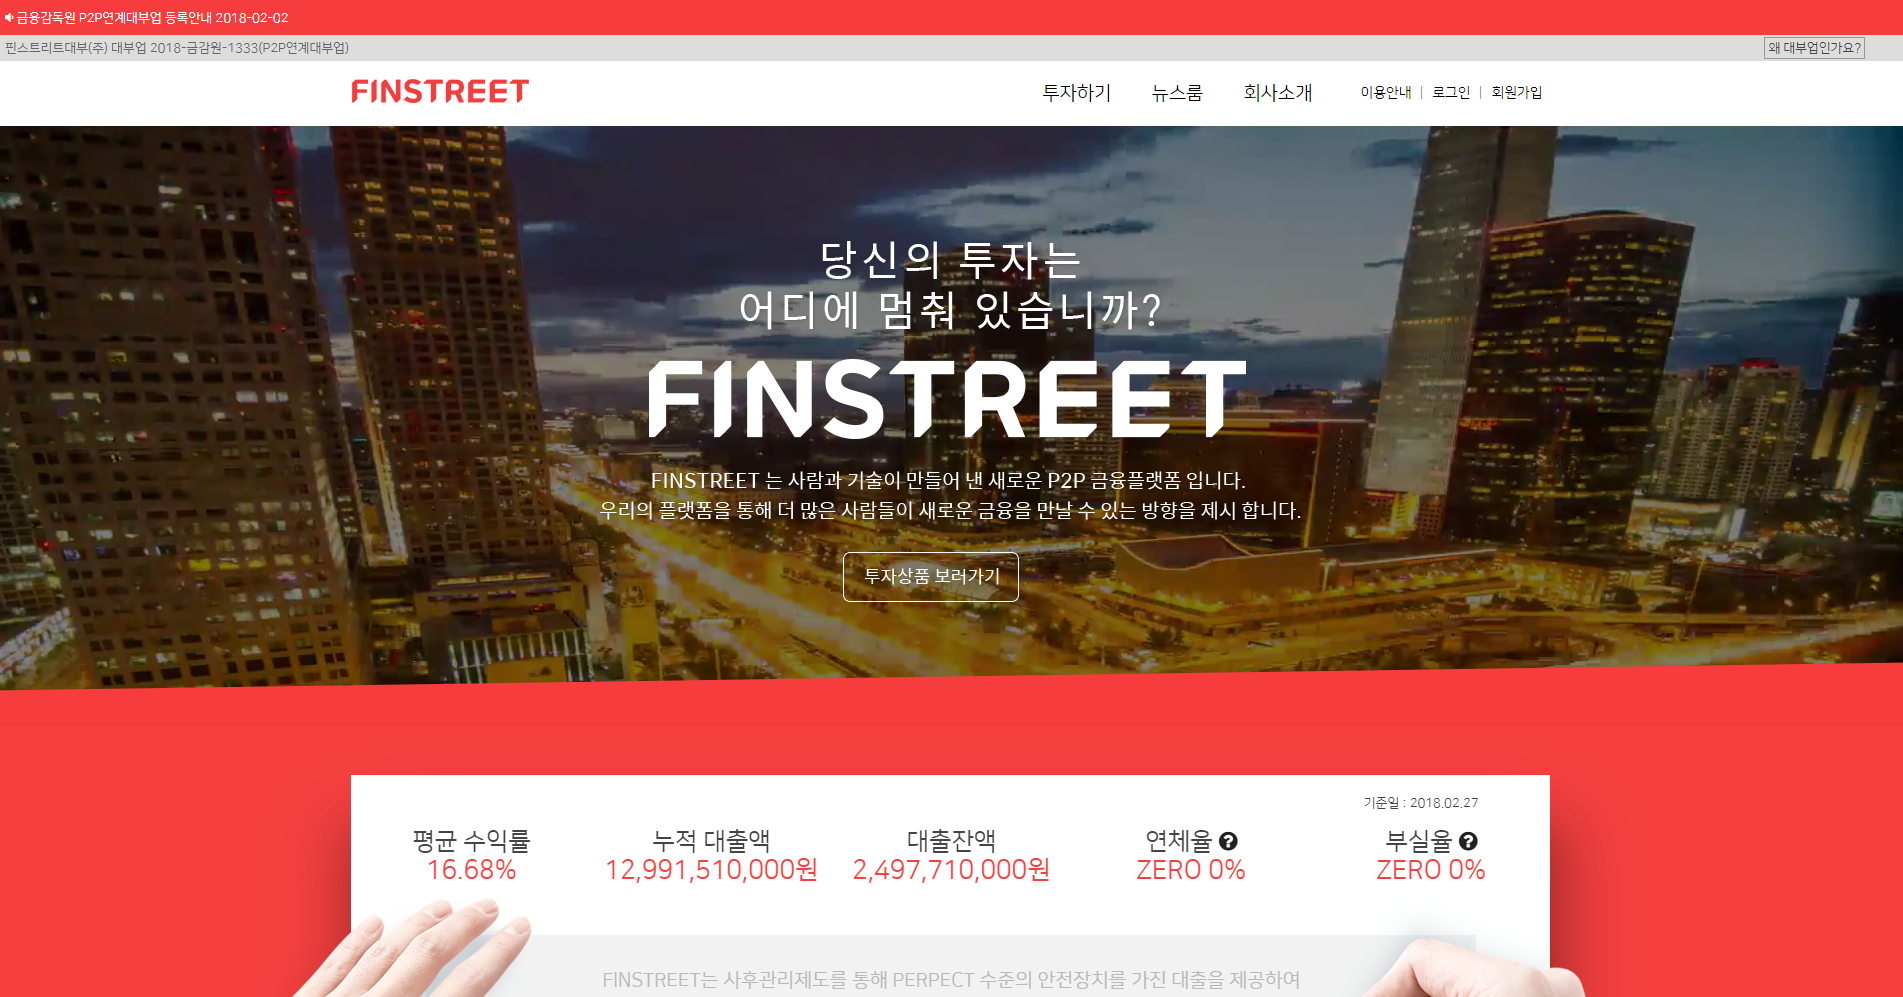 금융감독원 P2P연계대부업 등록안내 2018-02-02
핀스트리트대부(주) 대부업 2018-금감원-1333(P2P연계대부업)
왜 대부업인가요?
FINSTREET
투자하기 뉴스룸 회사소개 이용안내 | 로그인 | 회원가입
당신의 투자는
어디에 멈춰 있습니까?
FINSTREET
FINSTREET 는 사람과 기술이 만들어 낸 새로운 P2P 금융플랫폼 입니다.
우리의 플랫폼을 통해 더 많은 사람들이 새로운 금융을 만날 수 있는 방향을 제시 합니다.
투자상품 보러가기
기준일 : 2018.02.27
평균 수익률 누적 대출액 대출잔액 연체율 ? 부실율 ?
16.68% 12,991,510,000원 2,497,710,000원 ZERO 0% ZERO 0%
FINSTREET는 사후관리제도를 통해 PERPECT 수준의 안전장치를 가진 대출을 제공하여